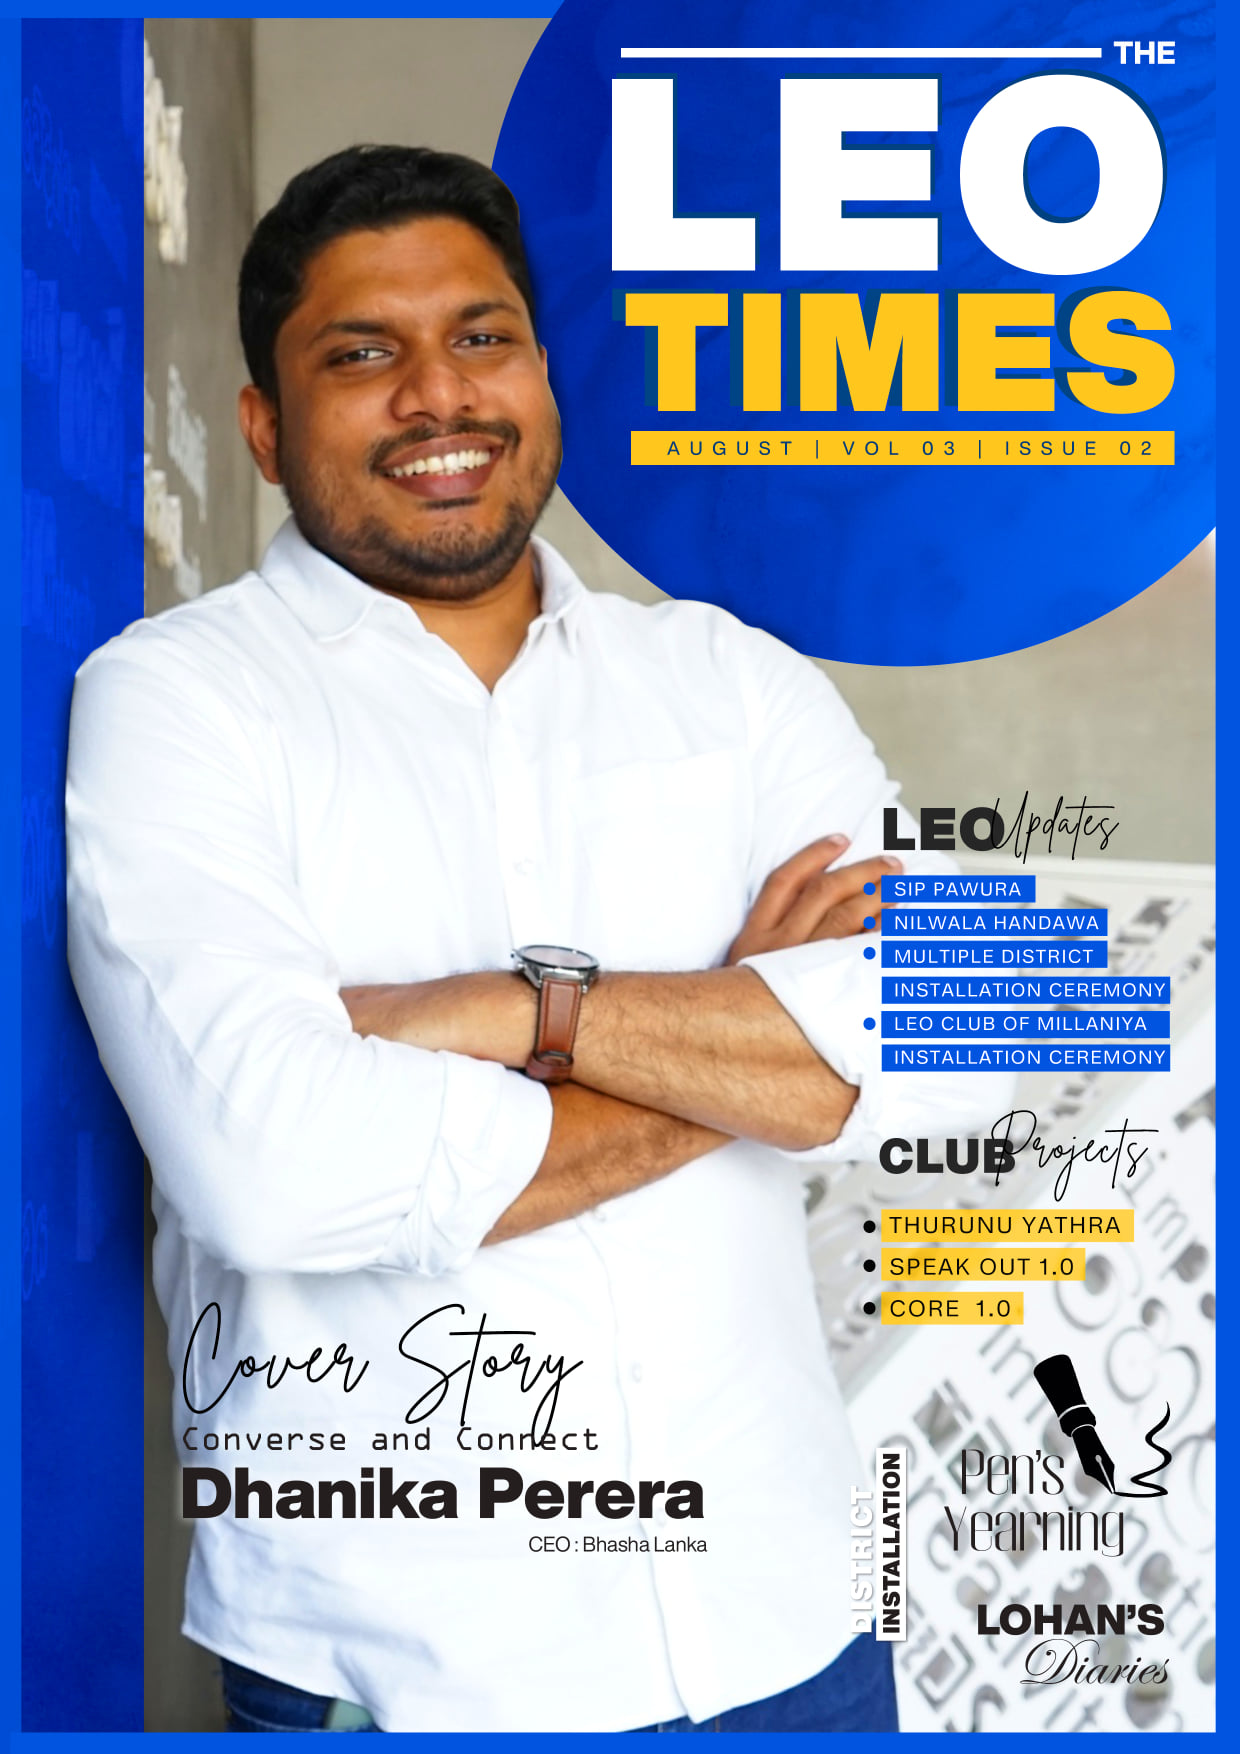 THE
LEO
TIMES
AUGUST | VOL 03 | ISSUE 02
LEO Updates
SIP PAWURA
NILWALA HANDAWA
MULTIPLE DISTRICT
INSTALLATION CEREMONY
LEO CLUB OF MILLANIYA
INSTALLATION CEREMONY
CLUB Projects
THURUNU YATHRA
SPEAK OUT 1.0
CORE 1.0
Cover Story
Converse and Connect
Dhanika Perera
CEO : Bhasha Lanka
DISTRICT
INSTALLATION
Pen's
Yearning
LOHAN'S
Diaries